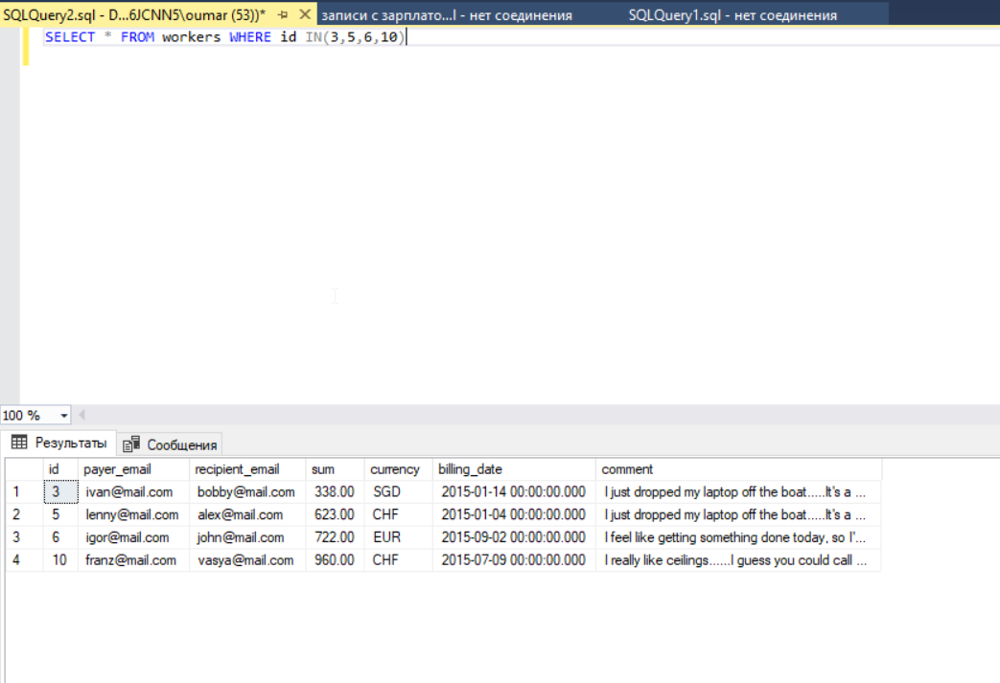 SQLQuery2.sql - D...6JCNN5\oumar (53))* записи с зарплато...l - нет соединения SQLQuery1.sql - нет соединения
SELECT * FROM workers WHERE id IN(3,5,6,10)
100 %
Результаты Сообщения
id payer_email recipient_email sum currency billing_date comment
1 3 ivan@mail.com bobby@mail.com 338.00 SGD 2015-01-14 00:00:00.000 I just dropped my laptop off the boat.....It's a ...
2 5 lenny@mail.com alex@mail.com 623.00 CHF 2015-01-04 00:00:00.000 I just dropped my laptop off the boat.....It's a ...
3 6 igor@mail.com john@mail.com 722.00 EUR 2015-09-02 00:00:00.000 I feel like getting something done today, so I'...
4 10 franz@mail.com vasya@mail.com 960.00 CHF 2015-07-09 00:00:00.000 I really like ceilings......I guess you could call ...